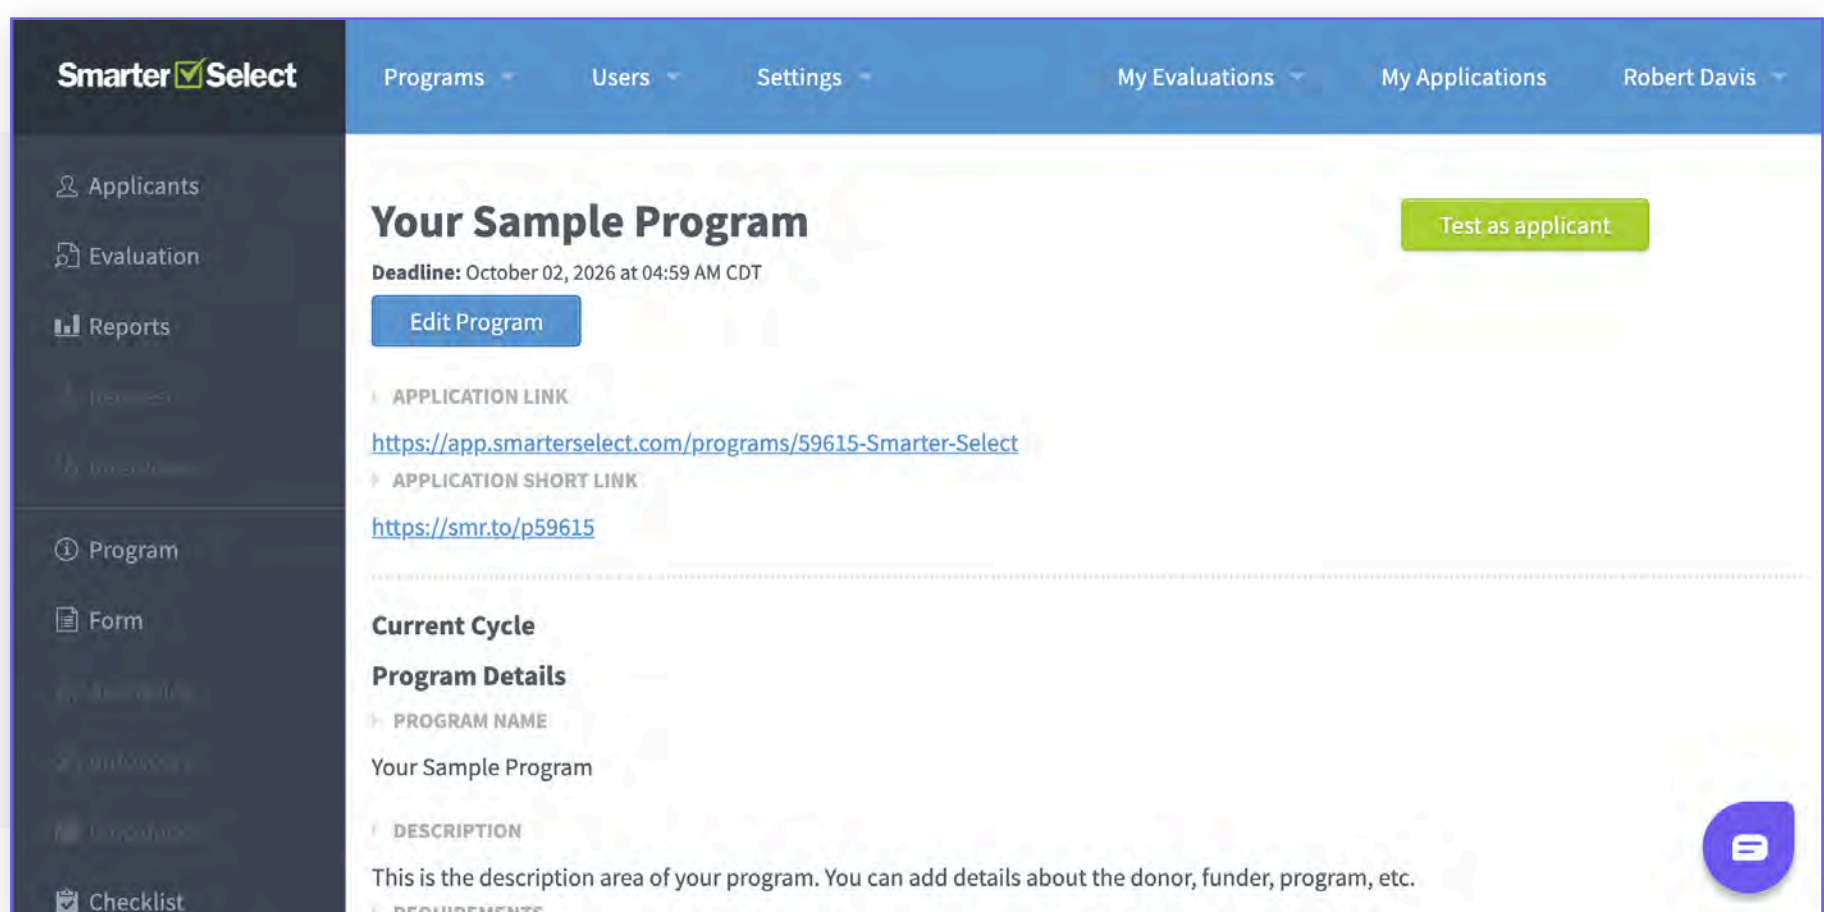 Smarter Select
Programs
Users
Settings
My Evaluations
My Applications
Robert Davis
Applicants
Evaluation
Reports
Program
Form
Checklist
Your Sample Program
Test as applicant
Deadline: October 02, 2026 at 04:59 AM CDT
Edit Program
APPLICATION LINK
https://app.smarterselect.com/programs/59615-Smarter-Select
APPLICATION SHORT LINK
https://smr.to/p59615
Current Cycle
Program Details
PROGRAM NAME
Your Sample Program
DESCRIPTION
This is the description area of your program. You can add details about the donor, funder, program, etc.
REQUIREMENTS